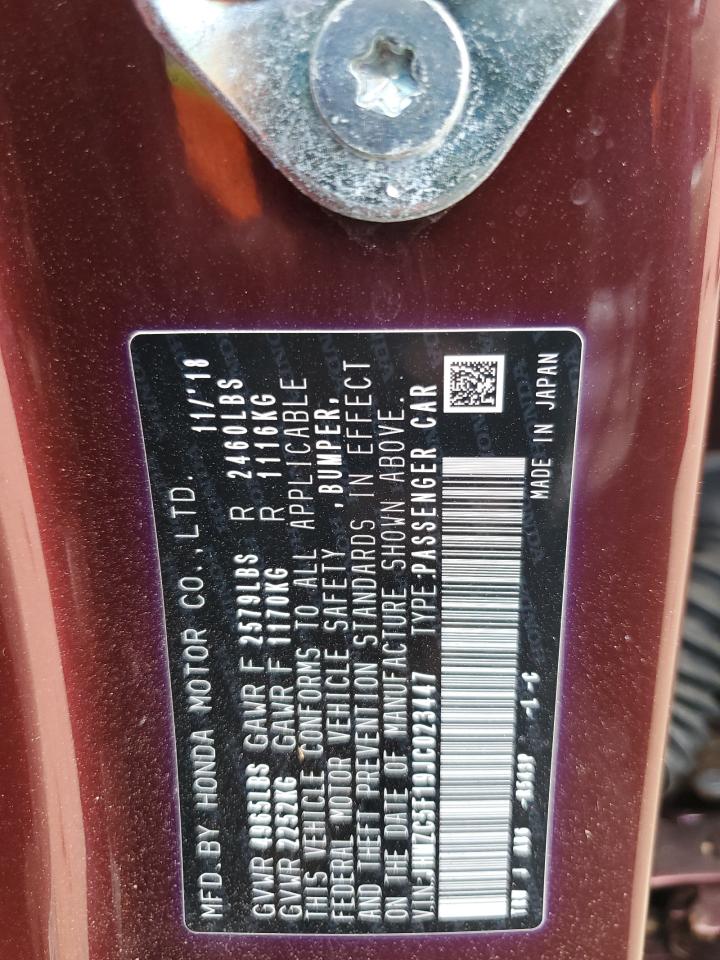 MFD.BY HONDA MOTOR CO.,LTD. 11/'18
GVWR 4965LBS GAWR F 2579LBS R 2460LBS
GVWR 2252KG GAWR F 1170KG R 1116KG
THIS VEHICLE CONFORMS TO ALL APPLICABLE
FEDERAL MOTOR VEHICLE SAFETY ,BUMPER,
AND THEFT PREVENTION STANDARDS IN EFFECT
ON THE DATE OF MANUFACTURE SHOWN ABOVE..
V.I.N:JHMZC5F19JC023447 TYPE:PASSENGER CAR
-1-C MADE IN JAPAN